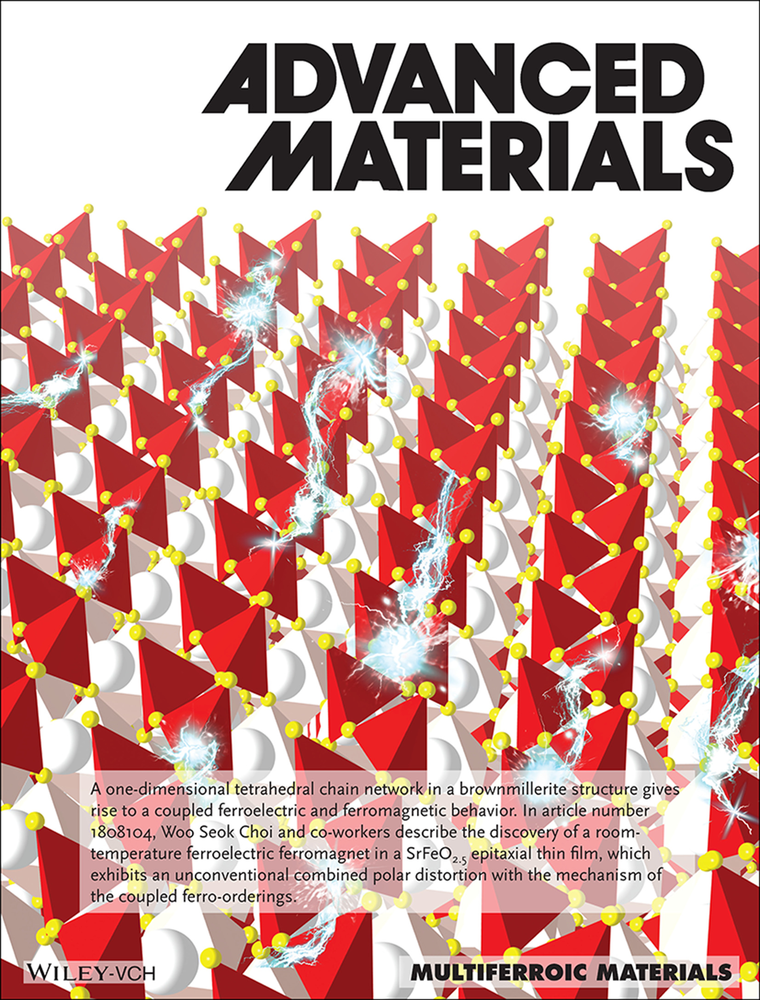 ADVANCED
MATERIALS
A one-dimensional tetrahedral chain network in a brownmillerite structure gives
rise to a coupled ferroelectric and ferromagnetic behavior. In article number
1808104, Woo Seok Choi and co-workers describe the discovery of a room-
temperature ferroelectric ferromagnet in a SrFeO2.5 epitaxial thin film, which
exhibits an unconventional combined polar distortion with the mechanism of
the coupled ferro-orderings.
WILEY-VCH
MULTIFERROIC MATERIALS